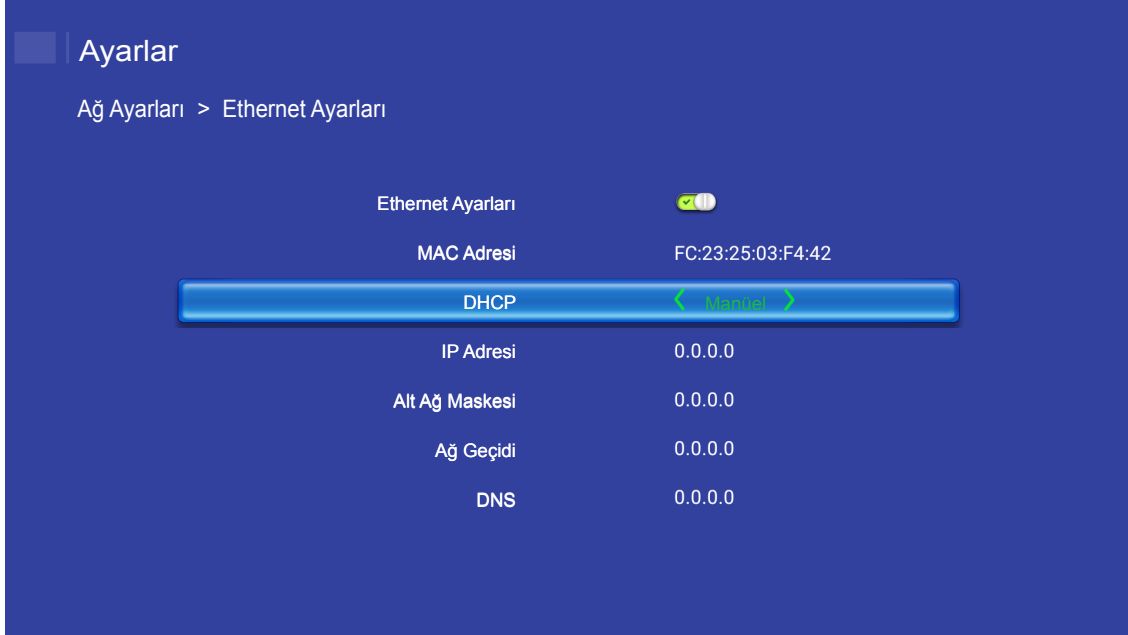 Ayarlar
Ağ Ayarları > Ethernet Ayarları
Ethernet Ayarları
MAC Adresi FC:23:25:03:F4:42
DHCP Manüel
IP Adresi 0.0.0.0
Alt Ağ Maskesi 0.0.0.0
Ağ Geçidi 0.0.0.0
DNS 0.0.0.0